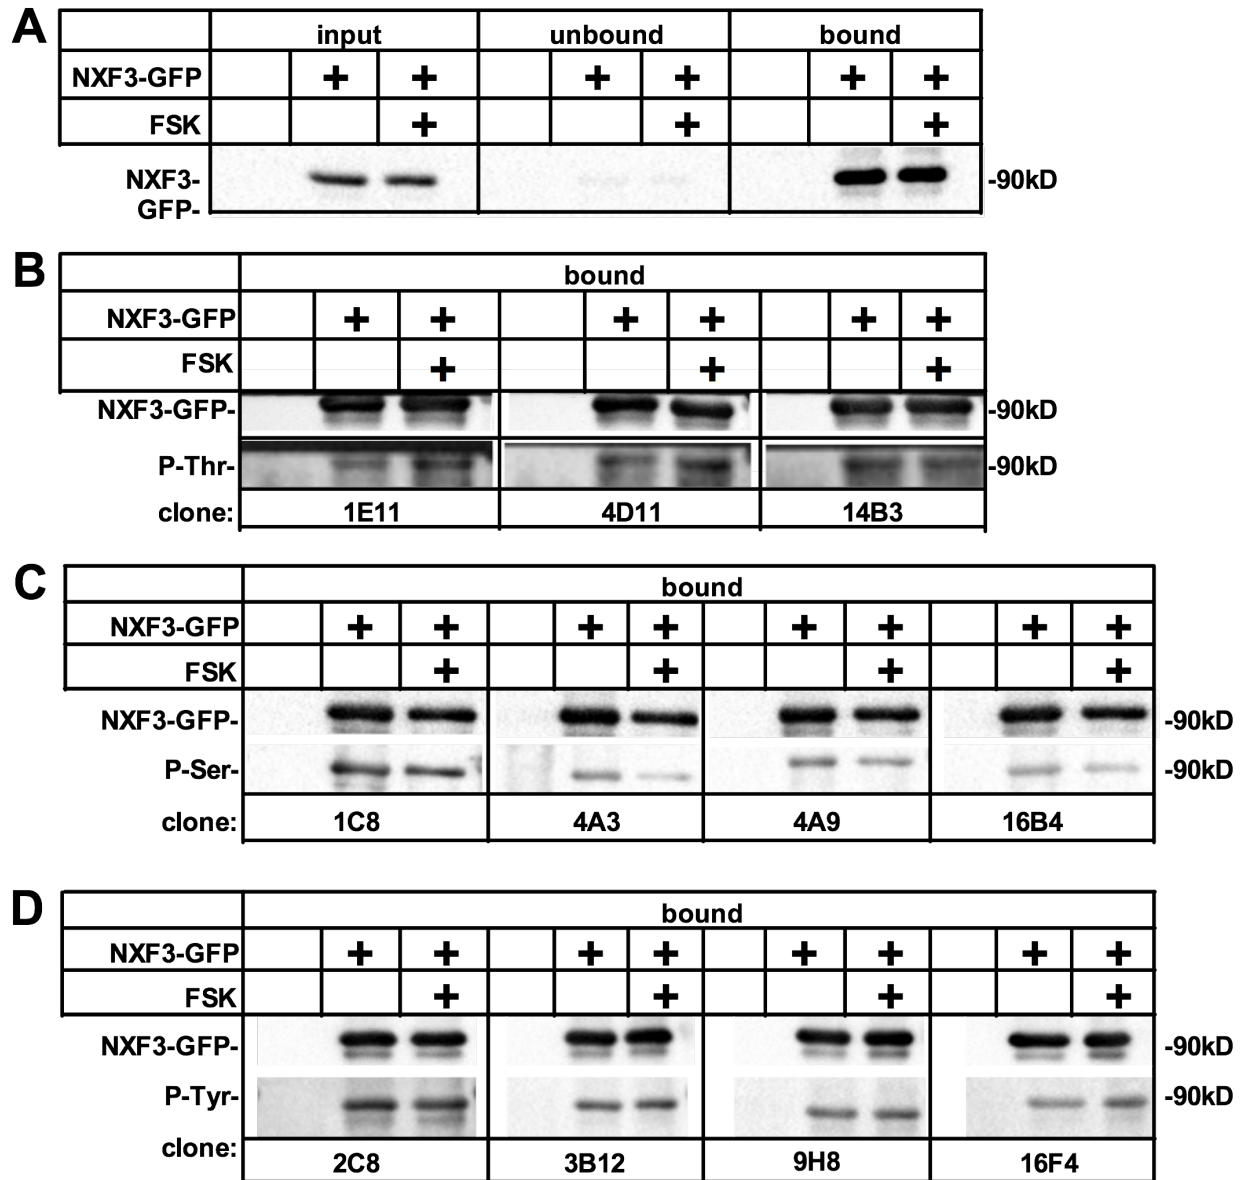 A
input unbound bound
NXF3-GFP + + + + + +
FSK + + +
NXF3- -90kD
GFP-
B
bound
NXF3-GFP + + + + + +
FSK + + +
NXF3-GFP- -90kD
P-Thr- -90kD
clone: 1E11 4D11 14B3
C
bound
NXF3-GFP + + + + + + + +
FSK + + + +
NXF3-GFP- -90kD
P-Ser- -90kD
clone: 1C8 4A3 4A9 16B4
D
bound
NXF3-GFP + + + + + + + +
FSK + + + +
NXF3-GFP- -90kD
P-Tyr- -90kD
clone: 2C8 3B12 9H8 16F4